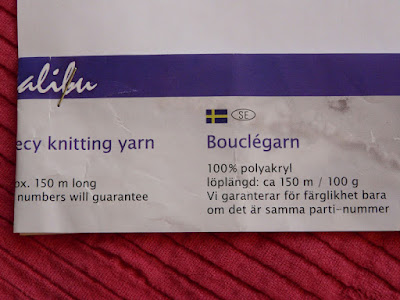 alibu
SE
ecy knitting yarn
ox. 150 m long
numbers will guarantee
Bouclégarn
100% polyakryl
löplängd: ca 150 m / 100 g
Vi garanterar för färglikhet bara
om det är samma parti-nummer